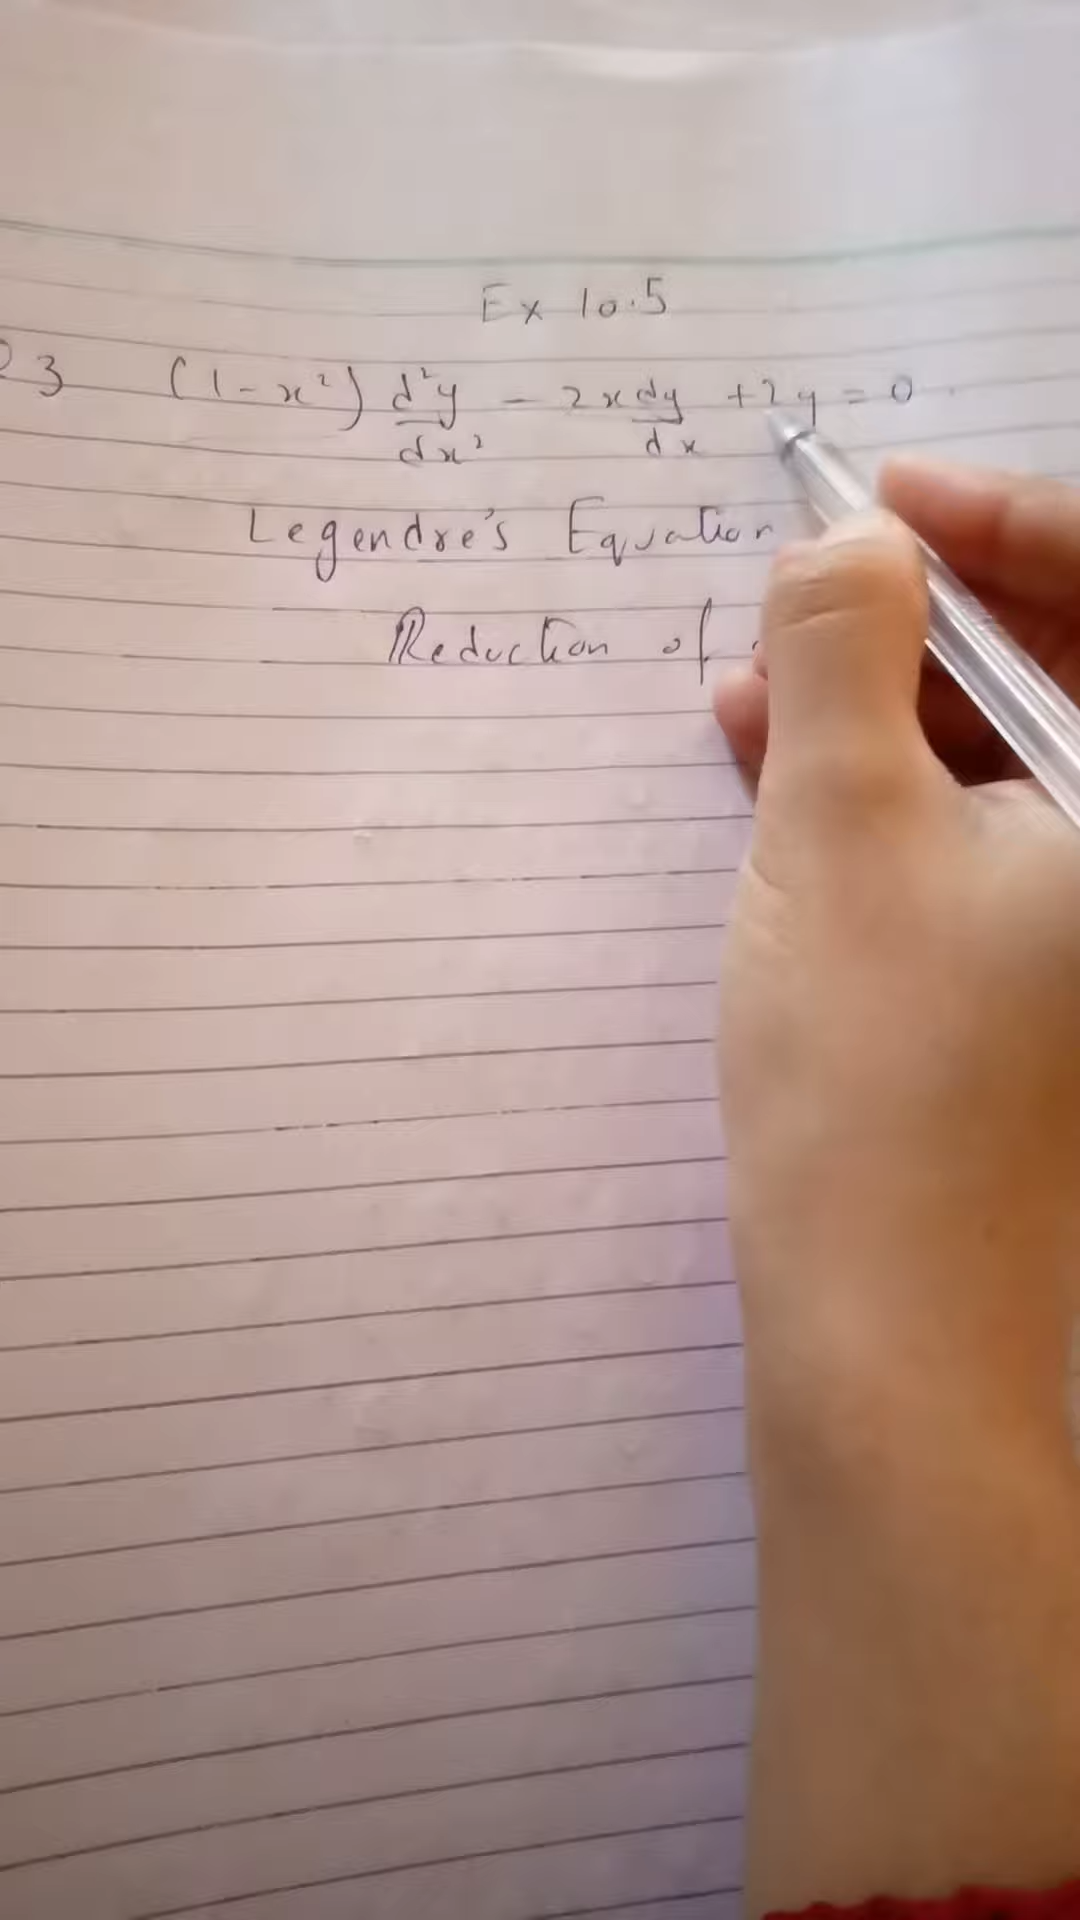 Ex 10.5
3 (1-x²) d²y/dx² - 2x dy/dx + 2y = 0
Legendre's Equation
Reduction of